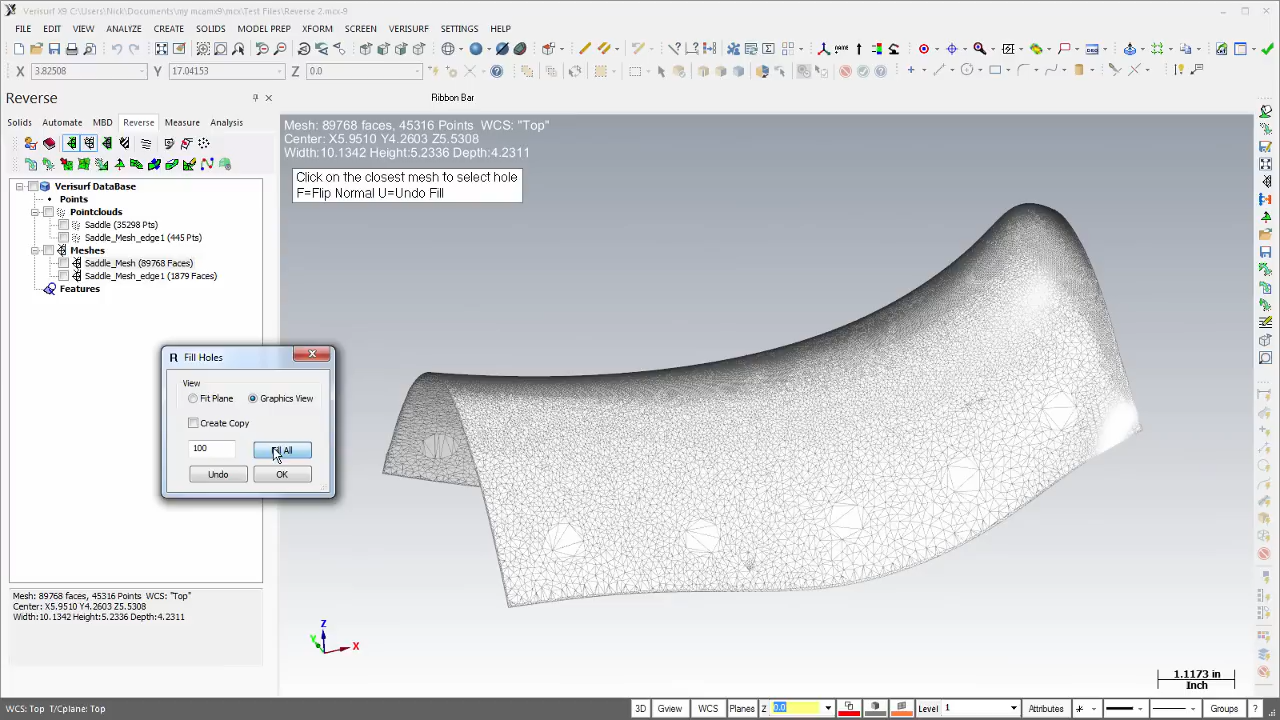 Verisurf X9 C:\Users\Nick\Documents\my mcamx9\mcx\Test Files\Reverse 2.mcx-9
FILE EDIT VIEW ANALYZE CREATE SOLIDS MODEL PREP XFORM SCREEN VERISURF SETTINGS HELP
X 3.82508 Y 17.04153 Z 0.0
Reverse
Ribbon Bar
Solids Automate MBD Reverse Measure Analysis
Mesh: 89768 faces, 45316 Points WCS: "Top"
Center: X5.9510 Y4.2603 Z5.5308
Width:10.1342 Height:5.2336 Depth:4.2311
Click on the closest mesh to select hole
F=Flip Normal U=Undo Fill
Verisurf DataBase
Points
Pointclouds
Saddle (35298 Pts)
Saddle_Mesh_edge1 (445 Pts)
Meshes
Saddle_Mesh (89768 Faces)
Saddle_Mesh_edge1 (1879 Faces)
Features
R Fill Holes
View
Fit Plane Graphics View
Create Copy
100 Fill All
Undo OK
Mesh: 89768 faces, 45316 Points WCS: "Top"
Center: X5.9510 Y4.2603 Z5.5308
Width:10.1342 Height:5.2336 Depth:4.2311
Z
Y
X
1.1173 in
Inch
WCS: Top T/Cplane: Top
3D Gview WCS Planes Z 0.0 Level 1 Attributes Groups ?